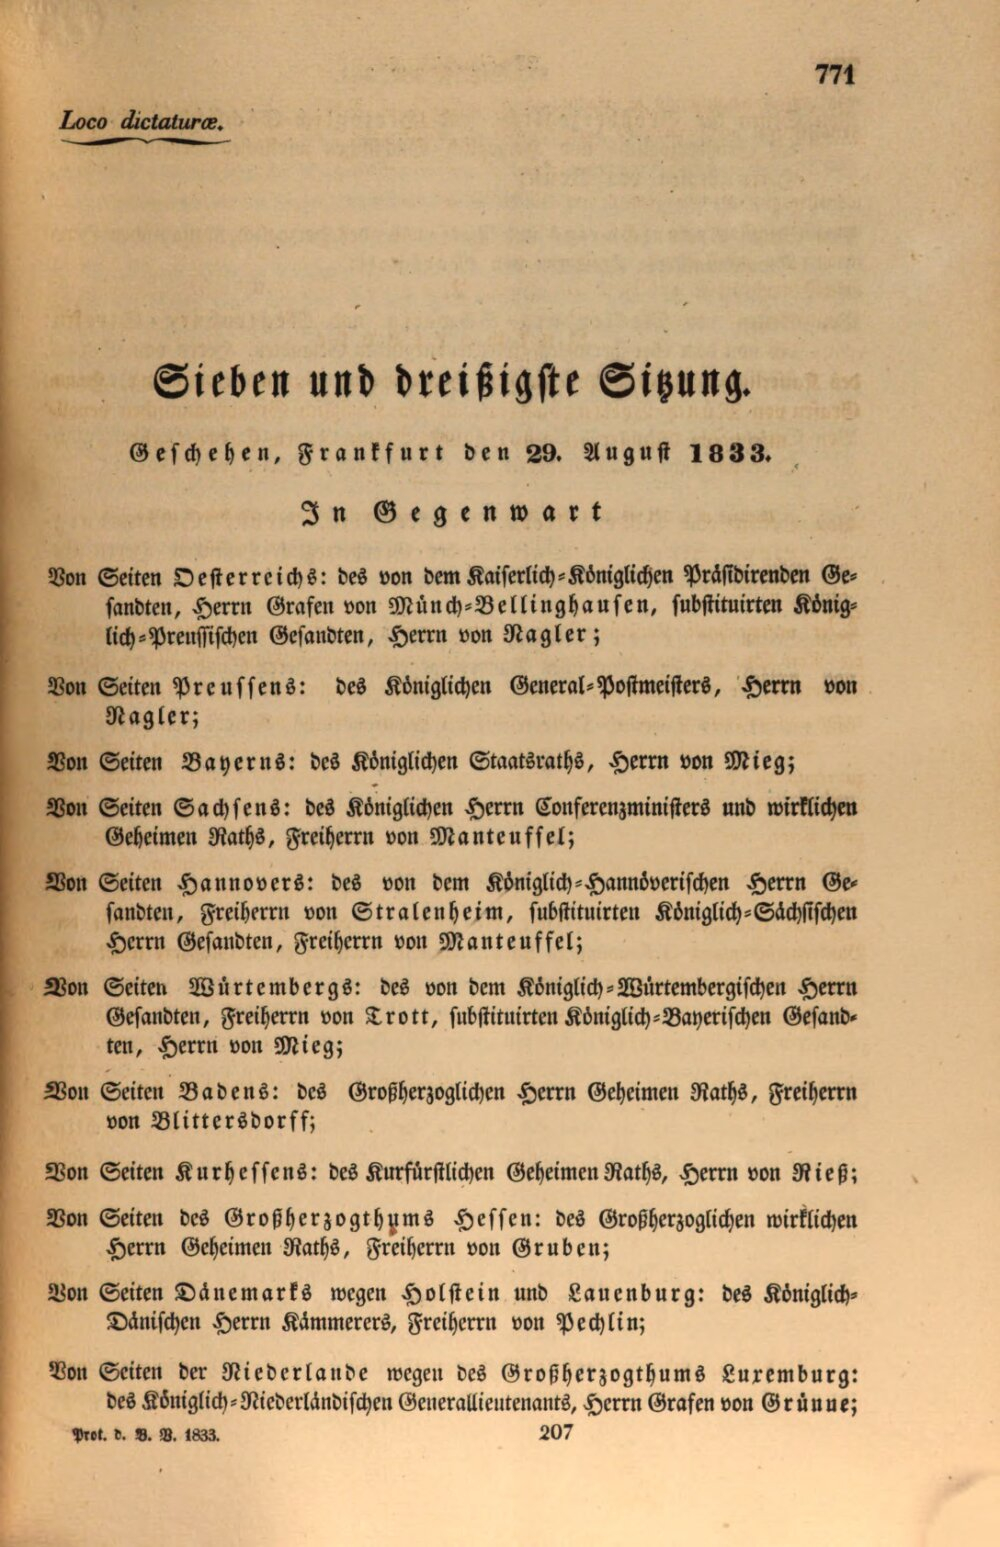 771
Loco dictaturæ.
Sieben und dreißigste Sitzung.
Geschehen, Frankfurt den 29. August 1833.
In Gegenwart
Von Seiten Oesterreichs: des von dem Kaiserlich-Königlichen Präsidirenden Ge-
sandten, Herrn Grafen von Münch-Bellinghausen, substituirten König-
lich-Preussischen Gesandten, Herrn von Nagler;
Von Seiten Preussens: des Königlichen General-Postmeisters, Herrn von
Nagler;
Von Seiten Bayerns: des Königlichen Staatsraths, Herrn von Mieg;
Von Seiten Sachsens: des Königlichen Herrn Conferenzministers und wirklichen
Geheimen Raths, Freiherrn von Manteuffel;
Von Seiten Hannovers: des von dem Königlich-Hannöverischen Herrn Ge-
sandten, Freiherrn von Stralenheim, substituirten Königlich-Sächsischen
Herrn Gesandten, Freiherrn von Manteuffel;
Von Seiten Würtembergs: des von dem Königlich-Würtembergischen Herrn
Gesandten, Freiherrn von Trott, substituirten Königlich-Bayerischen Gesand-
ten, Herrn von Mieg;
Von Seiten Badens: des Großherzoglichen Herrn Geheimen Raths, Freiherrn
von Blittersdorff;
Von Seiten Kurhessens: des Kurfürstlichen Geheimen Raths, Herrn von Rieß;
Von Seiten des Großherzogthums Hessen: des Großherzoglichen wirklichen
Herrn Geheimen Raths, Freiherrn von Gruben;
Von Seiten Dänemarks wegen Holstein und Lauenburg: des Königlich-
Dänischen Herrn Kämmerers, Freiherrn von Pechlin;
Von Seiten der Niederlande wegen des Großherzogthums Luxemburg:
des Königlich-Niederländischen Generallieutenants, Herrn Grafen von Grünne;
Prot. d. B. V. 1833.
207